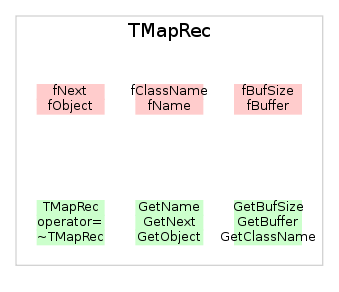 TMapRec
fNext
fObject
fClassName
fName
fBufSize
fBuffer
TMapRec
operator=
~TMapRec
GetName
GetNext
GetObject
GetBufSize
GetBuffer
GetClassName